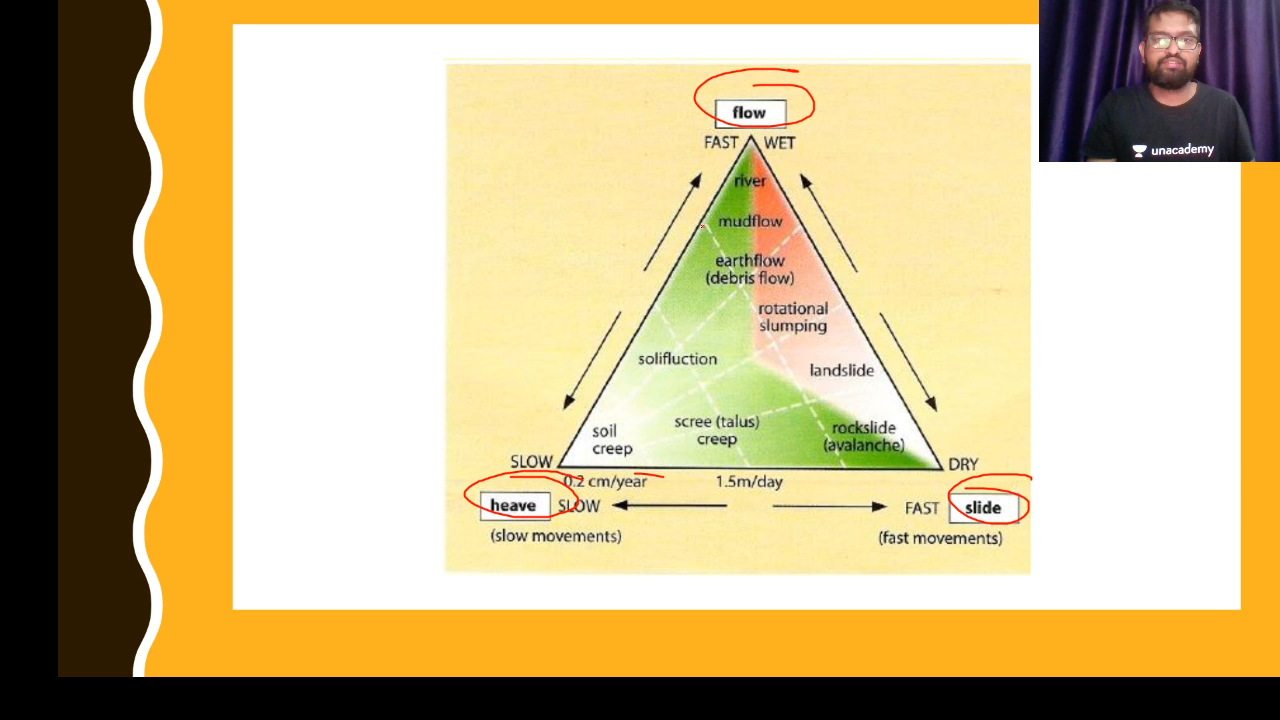 unacademy
flow
FAST WET
river
mudflow
earthflow
(debris flow)
rotational
slumping
solifluction
landslide
scree (talus)
creep
soil
creep
rockslide
(avalanche)
SLOW
DRY
0.2 cm/year 1.5m/day
heave SLOW FAST slide
(slow movements) (fast movements)